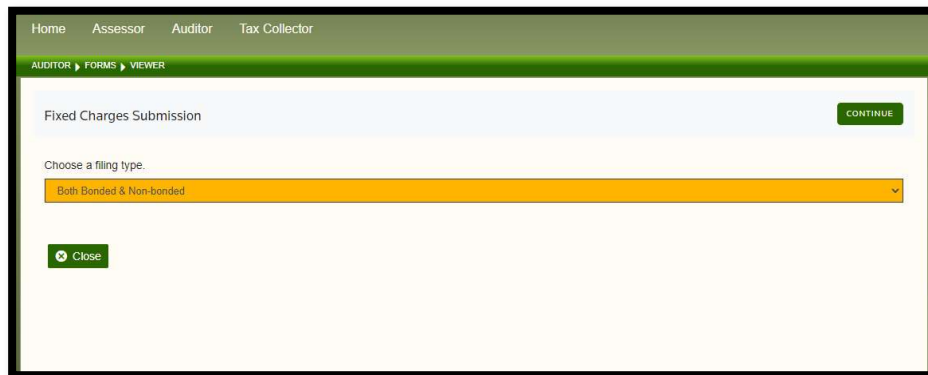 Home Assessor Auditor Tax Collector
AUDITOR FORMS VIEWER
Fixed Charges Submission
CONTINUE
Choose a filing type.
Both Bonded & Non-bonded
Close